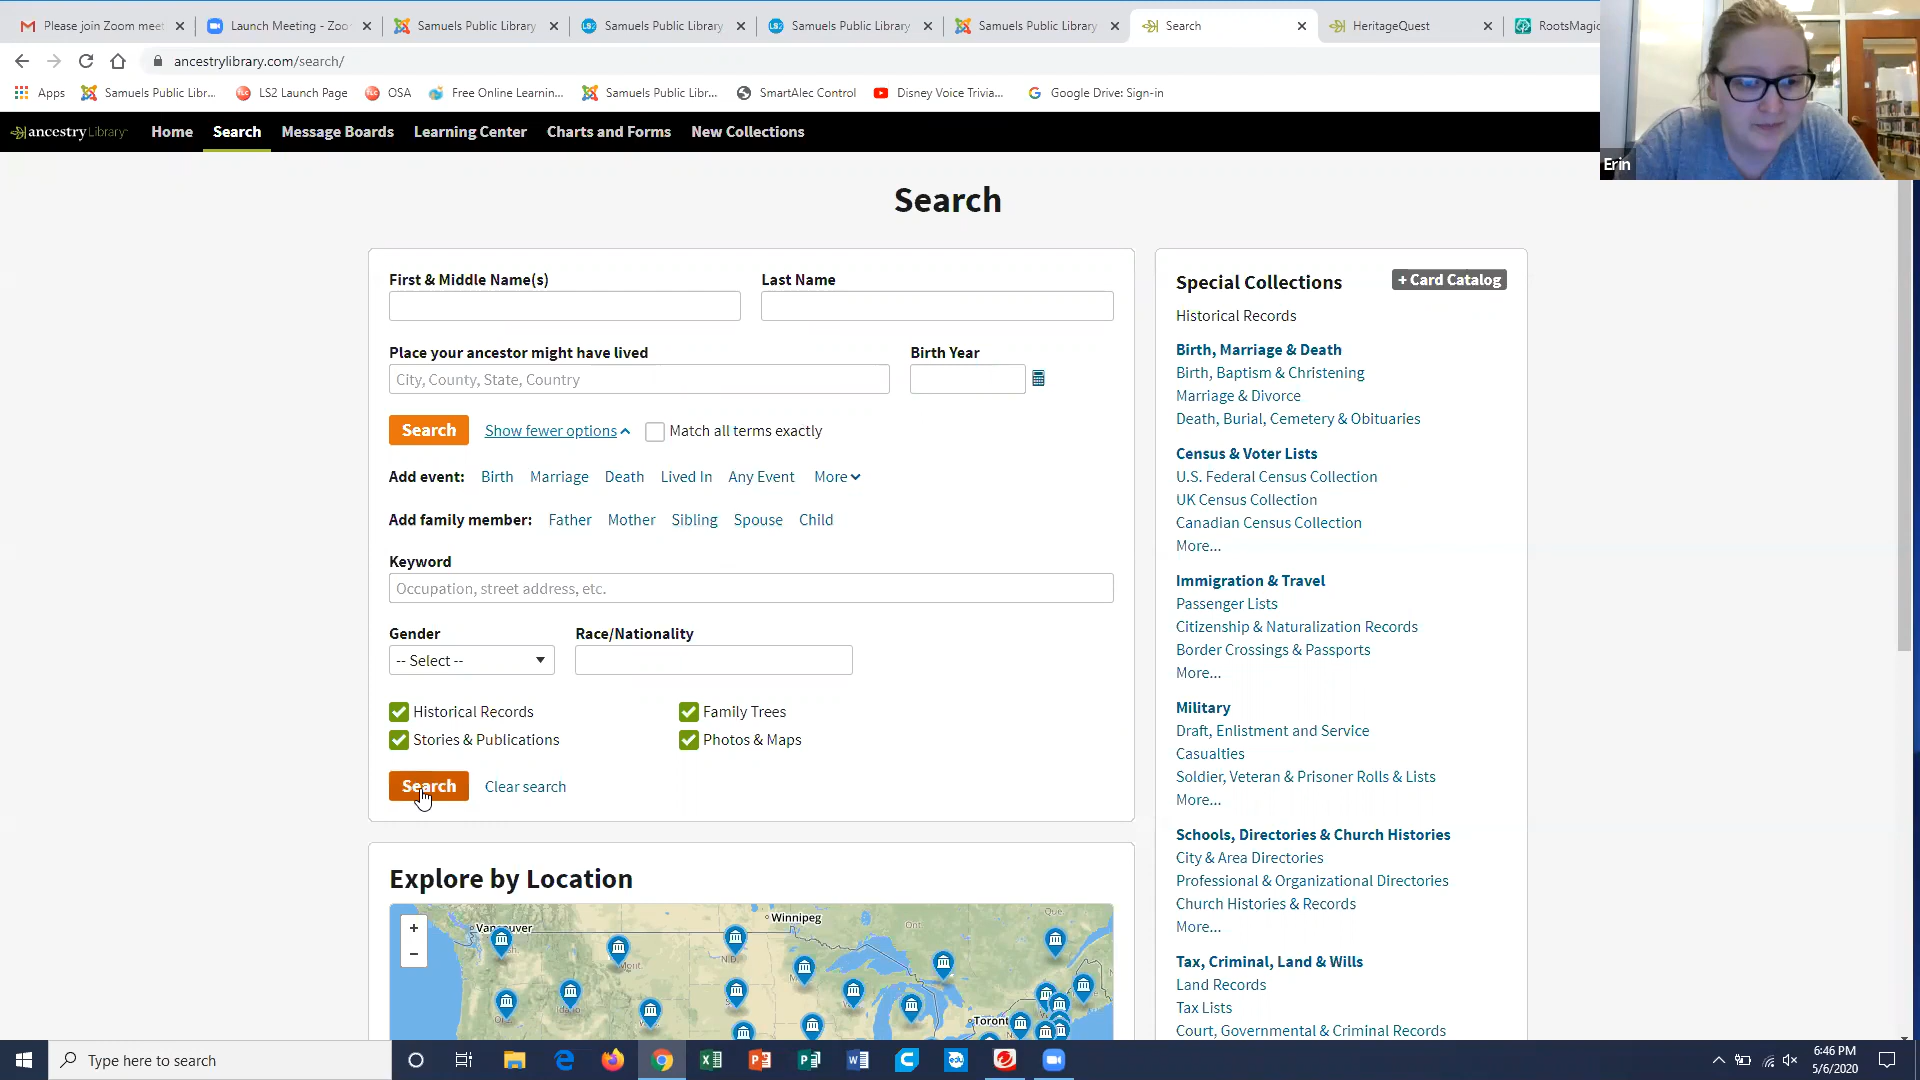 Please join Zoom meet
Launch Meeting - Zoo
Samuels Public Library
Samuels Public Library
Samuels Public Library
Samuels Public Library
Search
HeritageQuest
RootsMagic
ancestrylibrary.com/search/
Apps
Samuels Public Libr...
LS2 Launch Page
OSA
Free Online Learnin...
Samuels Public Libr...
SmartAlec Control
Disney Voice Trivia...
Google Drive: Sign-in
ancestryLibrary
Home
Search
Message Boards
Learning Center
Charts and Forms
New Collections
Erin
Search
First & Middle Name(s)
Last Name
Place your ancestor might have lived
Birth Year
City, County, State, Country
Search
Show fewer options
Match all terms exactly
Add event: Birth Marriage Death Lived In Any Event More
Add family member: Father Mother Sibling Spouse Child
Keyword
Occupation, street address, etc.
Gender
Race/Nationality
-- Select --
Historical Records
Family Trees
Stories & Publications
Photos & Maps
Search
Clear search
Explore by Location
+
−
Vancouver
Winnipeg
Ont.
Que.
Mont.
N.D.
Toront
Special Collections
+ Card Catalog
Historical Records
Birth, Marriage & Death
Birth, Baptism & Christening
Marriage & Divorce
Death, Burial, Cemetery & Obituaries
Census & Voter Lists
U.S. Federal Census Collection
UK Census Collection
Canadian Census Collection
More...
Immigration & Travel
Passenger Lists
Citizenship & Naturalization Records
Border Crossings & Passports
More...
Military
Draft, Enlistment and Service
Casualties
Soldier, Veteran & Prisoner Rolls & Lists
More...
Schools, Directories & Church Histories
City & Area Directories
Professional & Organizational Directories
Church Histories & Records
More...
Tax, Criminal, Land & Wills
Land Records
Tax Lists
Court, Governmental & Criminal Records
Type here to search
6:46 PM
5/6/2020